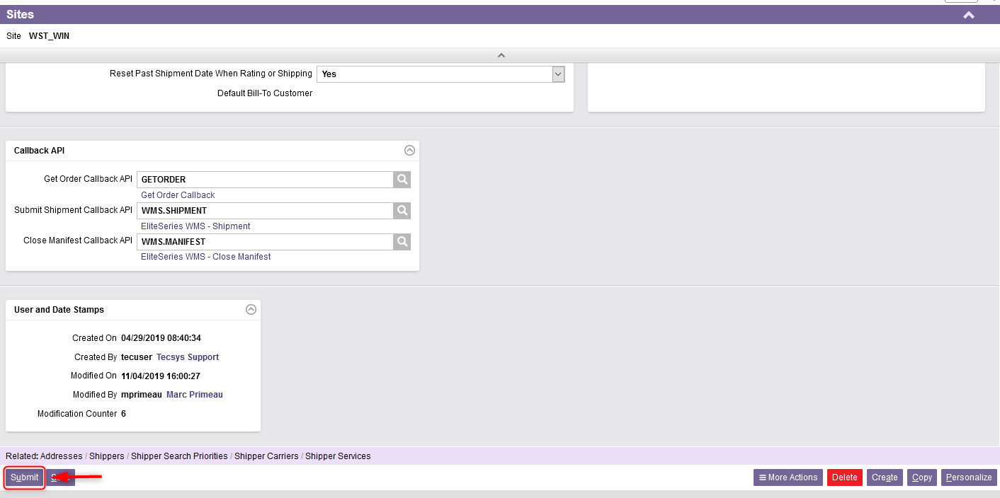 Sites
Site WST_WIN
Reset Past Shipment Date When Rating or Shipping Yes
Default Bill-To Customer
Callback API
Get Order Callback API GETORDER
Get Order Callback
Submit Shipment Callback API WMS.SHIPMENT
EliteSeries WMS - Shipment
Close Manifest Callback API WMS.MANIFEST
EliteSeries WMS - Close Manifest
User and Date Stamps
Created On 04/29/2019 08:40:34
Created By tecuser Tecsys Support
Modified On 11/04/2019 16:00:27
Modified By mprimeau Marc Primeau
Modification Counter 6
Related: Addresses / Shippers / Shipper Search Priorities / Shipper Carriers / Shipper Services
Submit More Actions Delete Create Copy Personalize